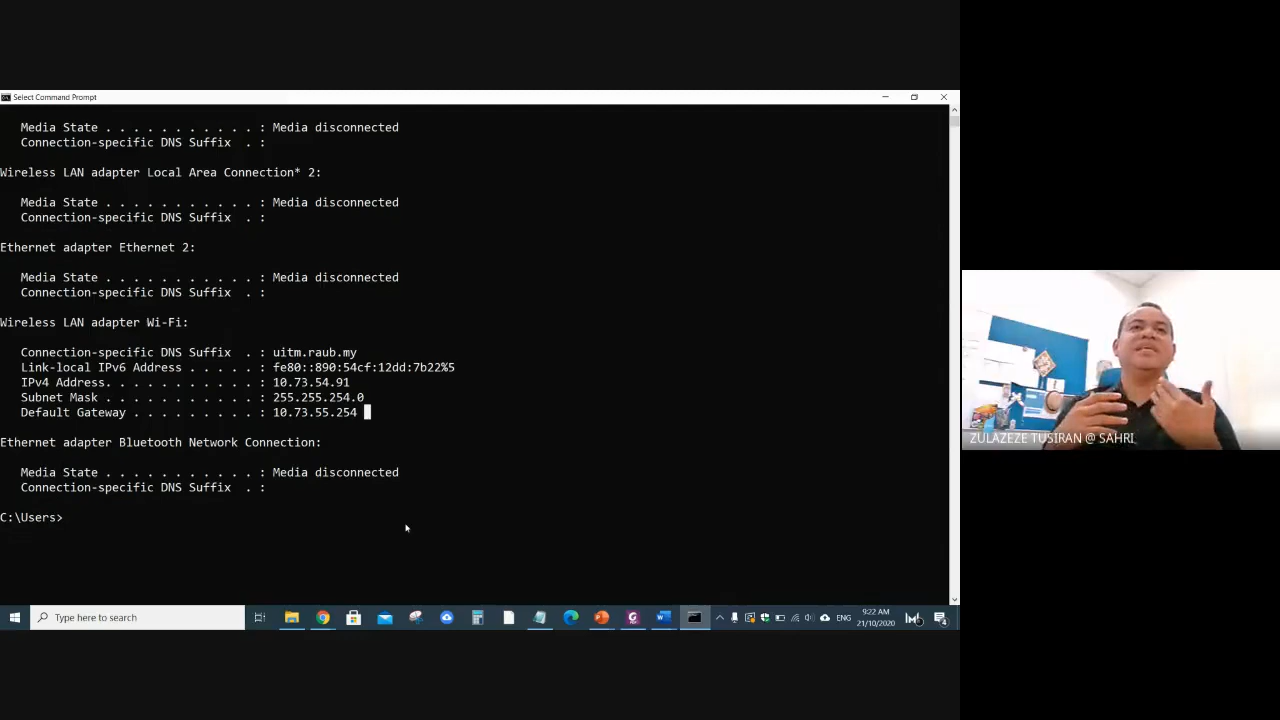 Select Command Prompt
Media State . . . . . . . . . . . : Media disconnected
Connection-specific DNS Suffix . :
Wireless LAN adapter Local Area Connection* 2:
Media State . . . . . . . . . . . : Media disconnected
Connection-specific DNS Suffix . :
Ethernet adapter Ethernet 2:
Media State . . . . . . . . . . . : Media disconnected
Connection-specific DNS Suffix . :
Wireless LAN adapter Wi-Fi:
Connection-specific DNS Suffix . : uitm.raub.my
Link-local IPv6 Address . . . . . : fe80::890:54cf:12dd:7b22%5
IPv4 Address. . . . . . . . . . . : 10.73.54.91
Subnet Mask . . . . . . . . . . . : 255.255.254.0
Default Gateway . . . . . . . . . : 10.73.55.254
Ethernet adapter Bluetooth Network Connection:
Media State . . . . . . . . . . . : Media disconnected
Connection-specific DNS Suffix . :
C:\Users>
ZULAZEZE TUSIRAN @ SAHRI
Type here to search
ENG
9:22 AM
21/10/2020